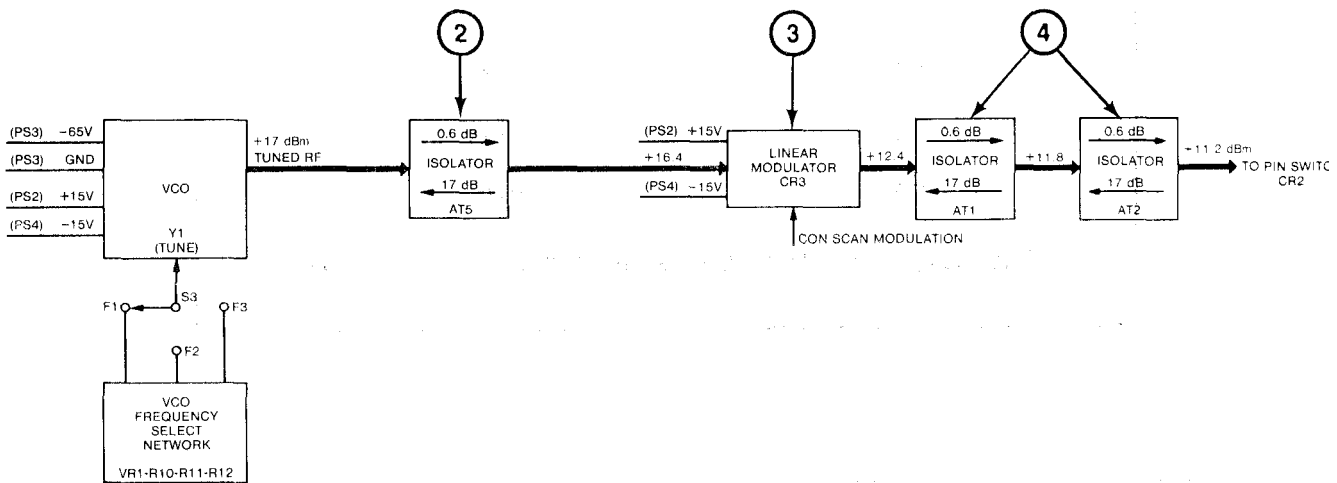 2
3
4
(PS3) -65V
(PS3) GND
(PS2) +15V
(PS4) -15V
VCO
Y1
(TUNE)
+17 dBm
TUNED RF
0.6 dB
ISOLATOR
17 dB
AT5
+16.4
(PS2) +15V
(PS4) -15V
LINEAR
MODULATOR
CR3
CON SCAN MODULATION
+12.4
0.6 dB
ISOLATOR
17 dB
AT1
+11.8
0.6 dB
ISOLATOR
17 dB
AT2
+11.2 dBm
TO PIN SWITC
CR2
F1
S3
F3
F2
VCO
FREQUENCY
SELECT
NETWORK
VR1-R10-R11-R12